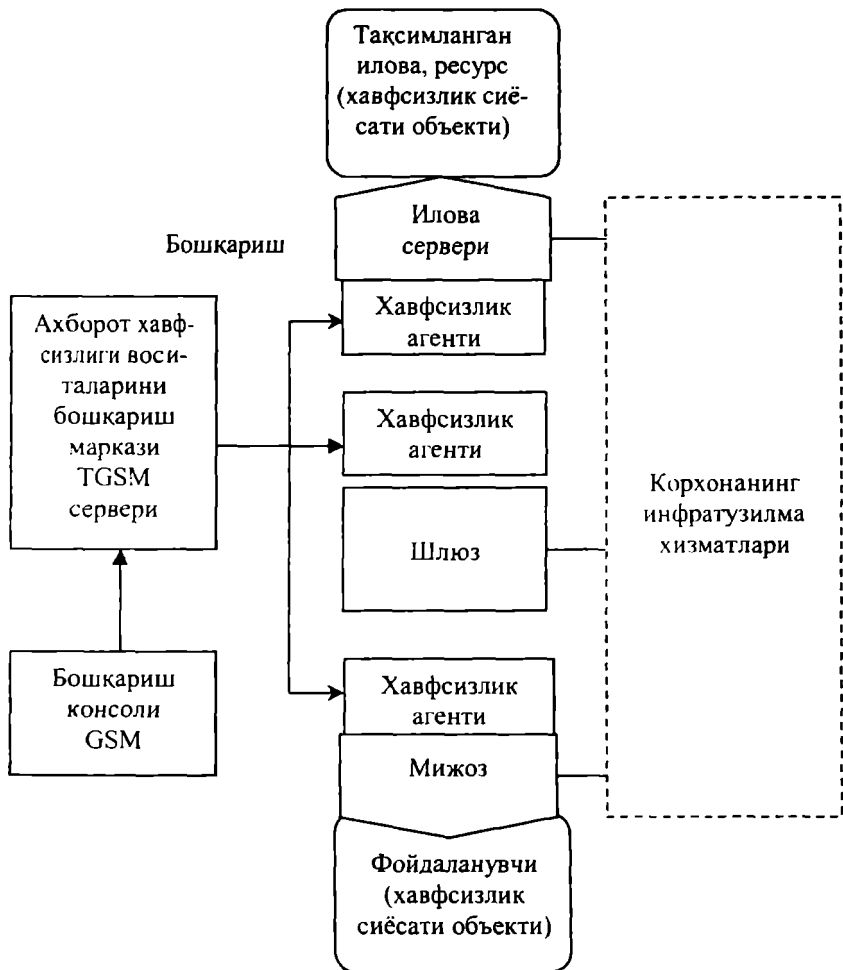 Тақсимланган
илова, ресурс
(хавфсизлик сиё-
сати объекти)
Илова
сервери
Бошқариш
Хавфсизлик
агенти
Ахборот хавф-
сизлиги воси-
таларини
бошқариш
маркази
TGSM
сервери
Хавфсизлик
агенти
Шлюз
Корхонанинг
инфратузилма
хизматлари
Бошқариш
консоли
GSM
Хавфсизлик
агенти
Мижоз
Фойдаланувчи
(хавфсизлик
сиёсати объекти)